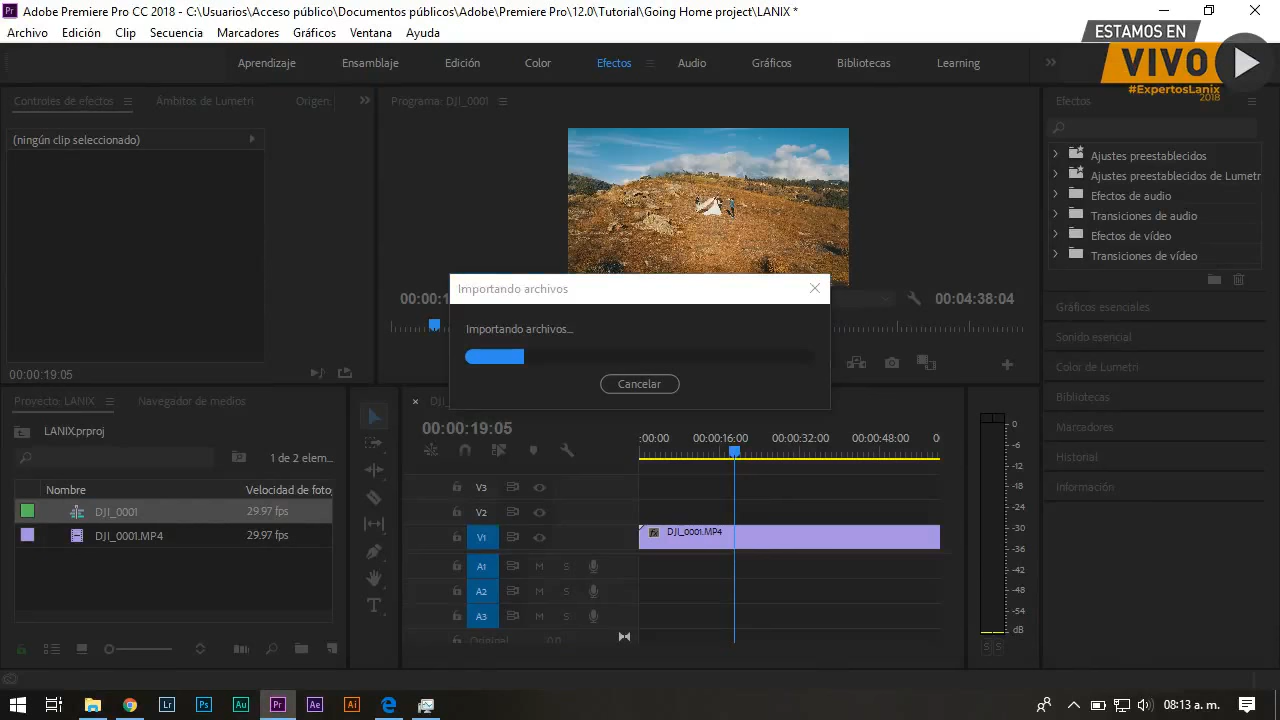 Adobe Premiere Pro CC 2018 - C:\Usuarios\Acceso público\Documentos públicos\Adobe\Premiere Pro\12.0\Tutorial\Going Home project\LANIX *
Archivo Edición Clip Secuencia Marcadores Gráficos Ventana Ayuda
ESTAMOS EN
VIVO
#ExpertosLanix
2018
Aprendizaje Ensamblaje Edición Color Efectos Audio Gráficos Bibliotecas Learning
Controles de efectos Ámbitos de Lumetri Origen:
Programa: DJI_0001
Efectos
(ningún clip seleccionado)
Ajustes preestablecidos
Ajustes preestablecidos de Lumetr
Efectos de audio
Transiciones de audio
Efectos de vídeo
Transiciones de vídeo
Importando archivos
Importando archivos...
Cancelar
00:00:1
00:04:38:04
Gráficos esenciales
Sonido esencial
Color de Lumetri
Bibliotecas
Marcadores
Historial
Información
00:00:19:05
Proyecto: LANIX Navegador de medios
LANIX.prproj
1 de 2 elem...
Nombre Velocidad de foto
DJI_0001 29.97 fps
DJI_0001.MP4 29.97 fps
DJ
00:00:19:05
:00:00 00:00:16:00 00:00:32:00 00:00:48:00 0
V3
V2
V1 DJI_0001.MP4
A1 M S
A2 M S
A3 M S
Original 0.0
0
-6
-12
-18
-24
-30
-36
-42
-48
-54
dB
S S
Lr Ps Au Pr Ae Ai
08:13 a. m.